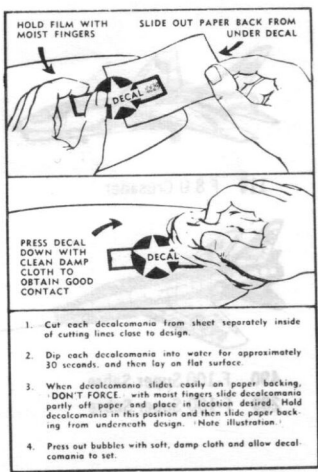 HOLD FILM WITH
MOIST FINGERS
SLIDE OUT PAPER BACK FROM
UNDER DECAL
DECAL
PRESS DECAL
DOWN WITH
CLEAN DAMP
CLOTH TO
OBTAIN GOOD
CONTACT
DECAL
1. Cut each decalcomania from sheet separately inside
of cutting lines close to design.
2. Dip each decalcomania into water for approximately
30 seconds, and then lay on flat surface.
3. When decalcomania slides easily on paper backing,
(DON'T FORCE) with moist fingers slide decalcomania
partly off paper and place in location desired. Hold
decalcomania in this position and then slide paper back-
ing from underneath design. (Note illustration.)
4. Press out bubbles with soft, damp cloth and allow decal-
comania to set.